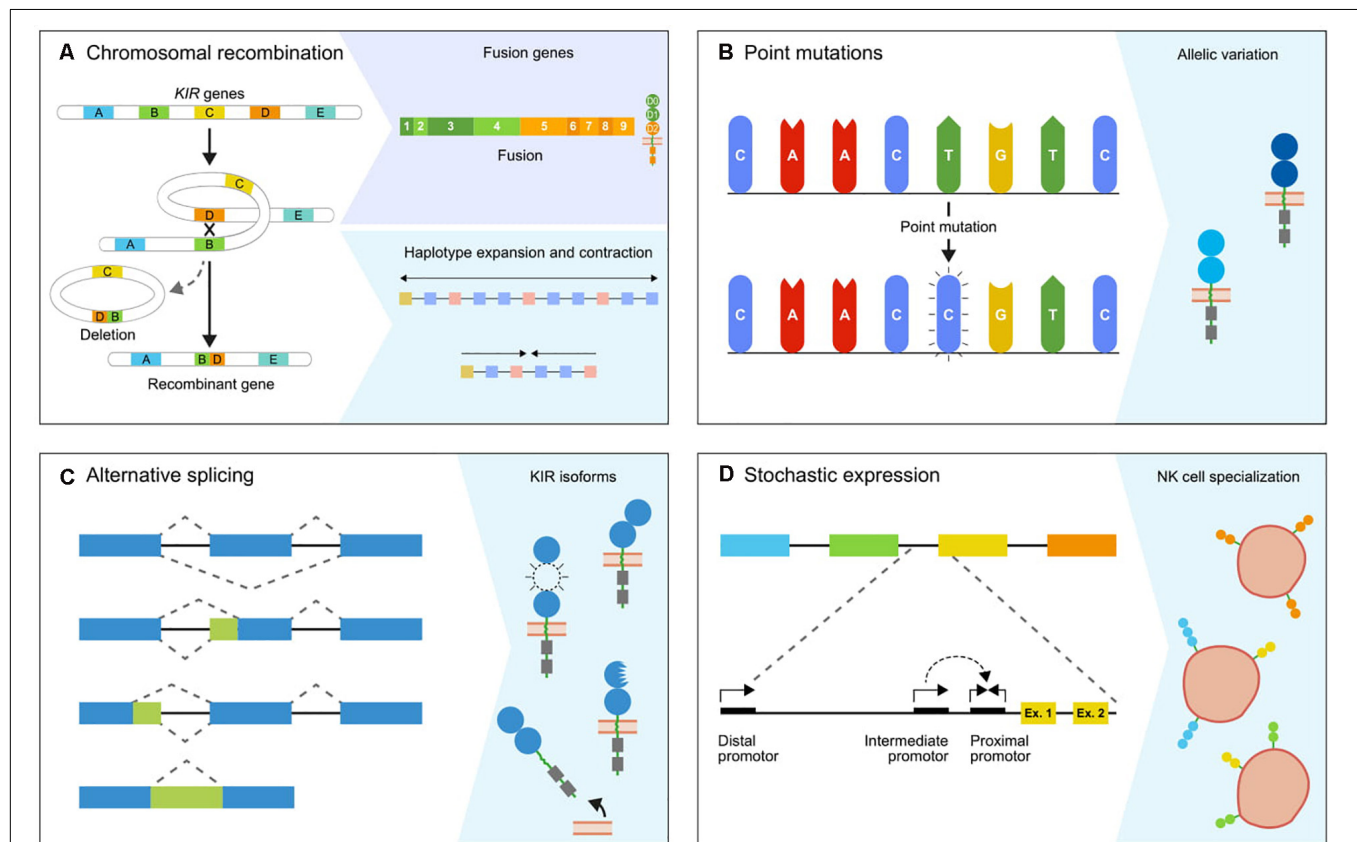 A Chromosomal recombination
KIR genes
A B C D E
C
D E
X
A B
C
D B
Deletion
A B D E
Recombinant gene
Fusion genes
1 2 3 4 5 6 7 8 9
D0
D1
D2
Fusion
Haplotype expansion and contraction
B Point mutations
C A A C T G T C
Point mutation
C A A C C G T C
Allelic variation
C Alternative splicing
KIR isoforms
D Stochastic expression
Ex. 1 Ex. 2
Distal
promotor
Intermediate
promotor
Proximal
promotor
NK cell specialization